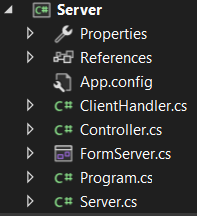 Server
Properties
References
App.config
C# ClientHandler.cs
C# Controller.cs
FormServer.cs
C# Program.cs
C# Server.cs